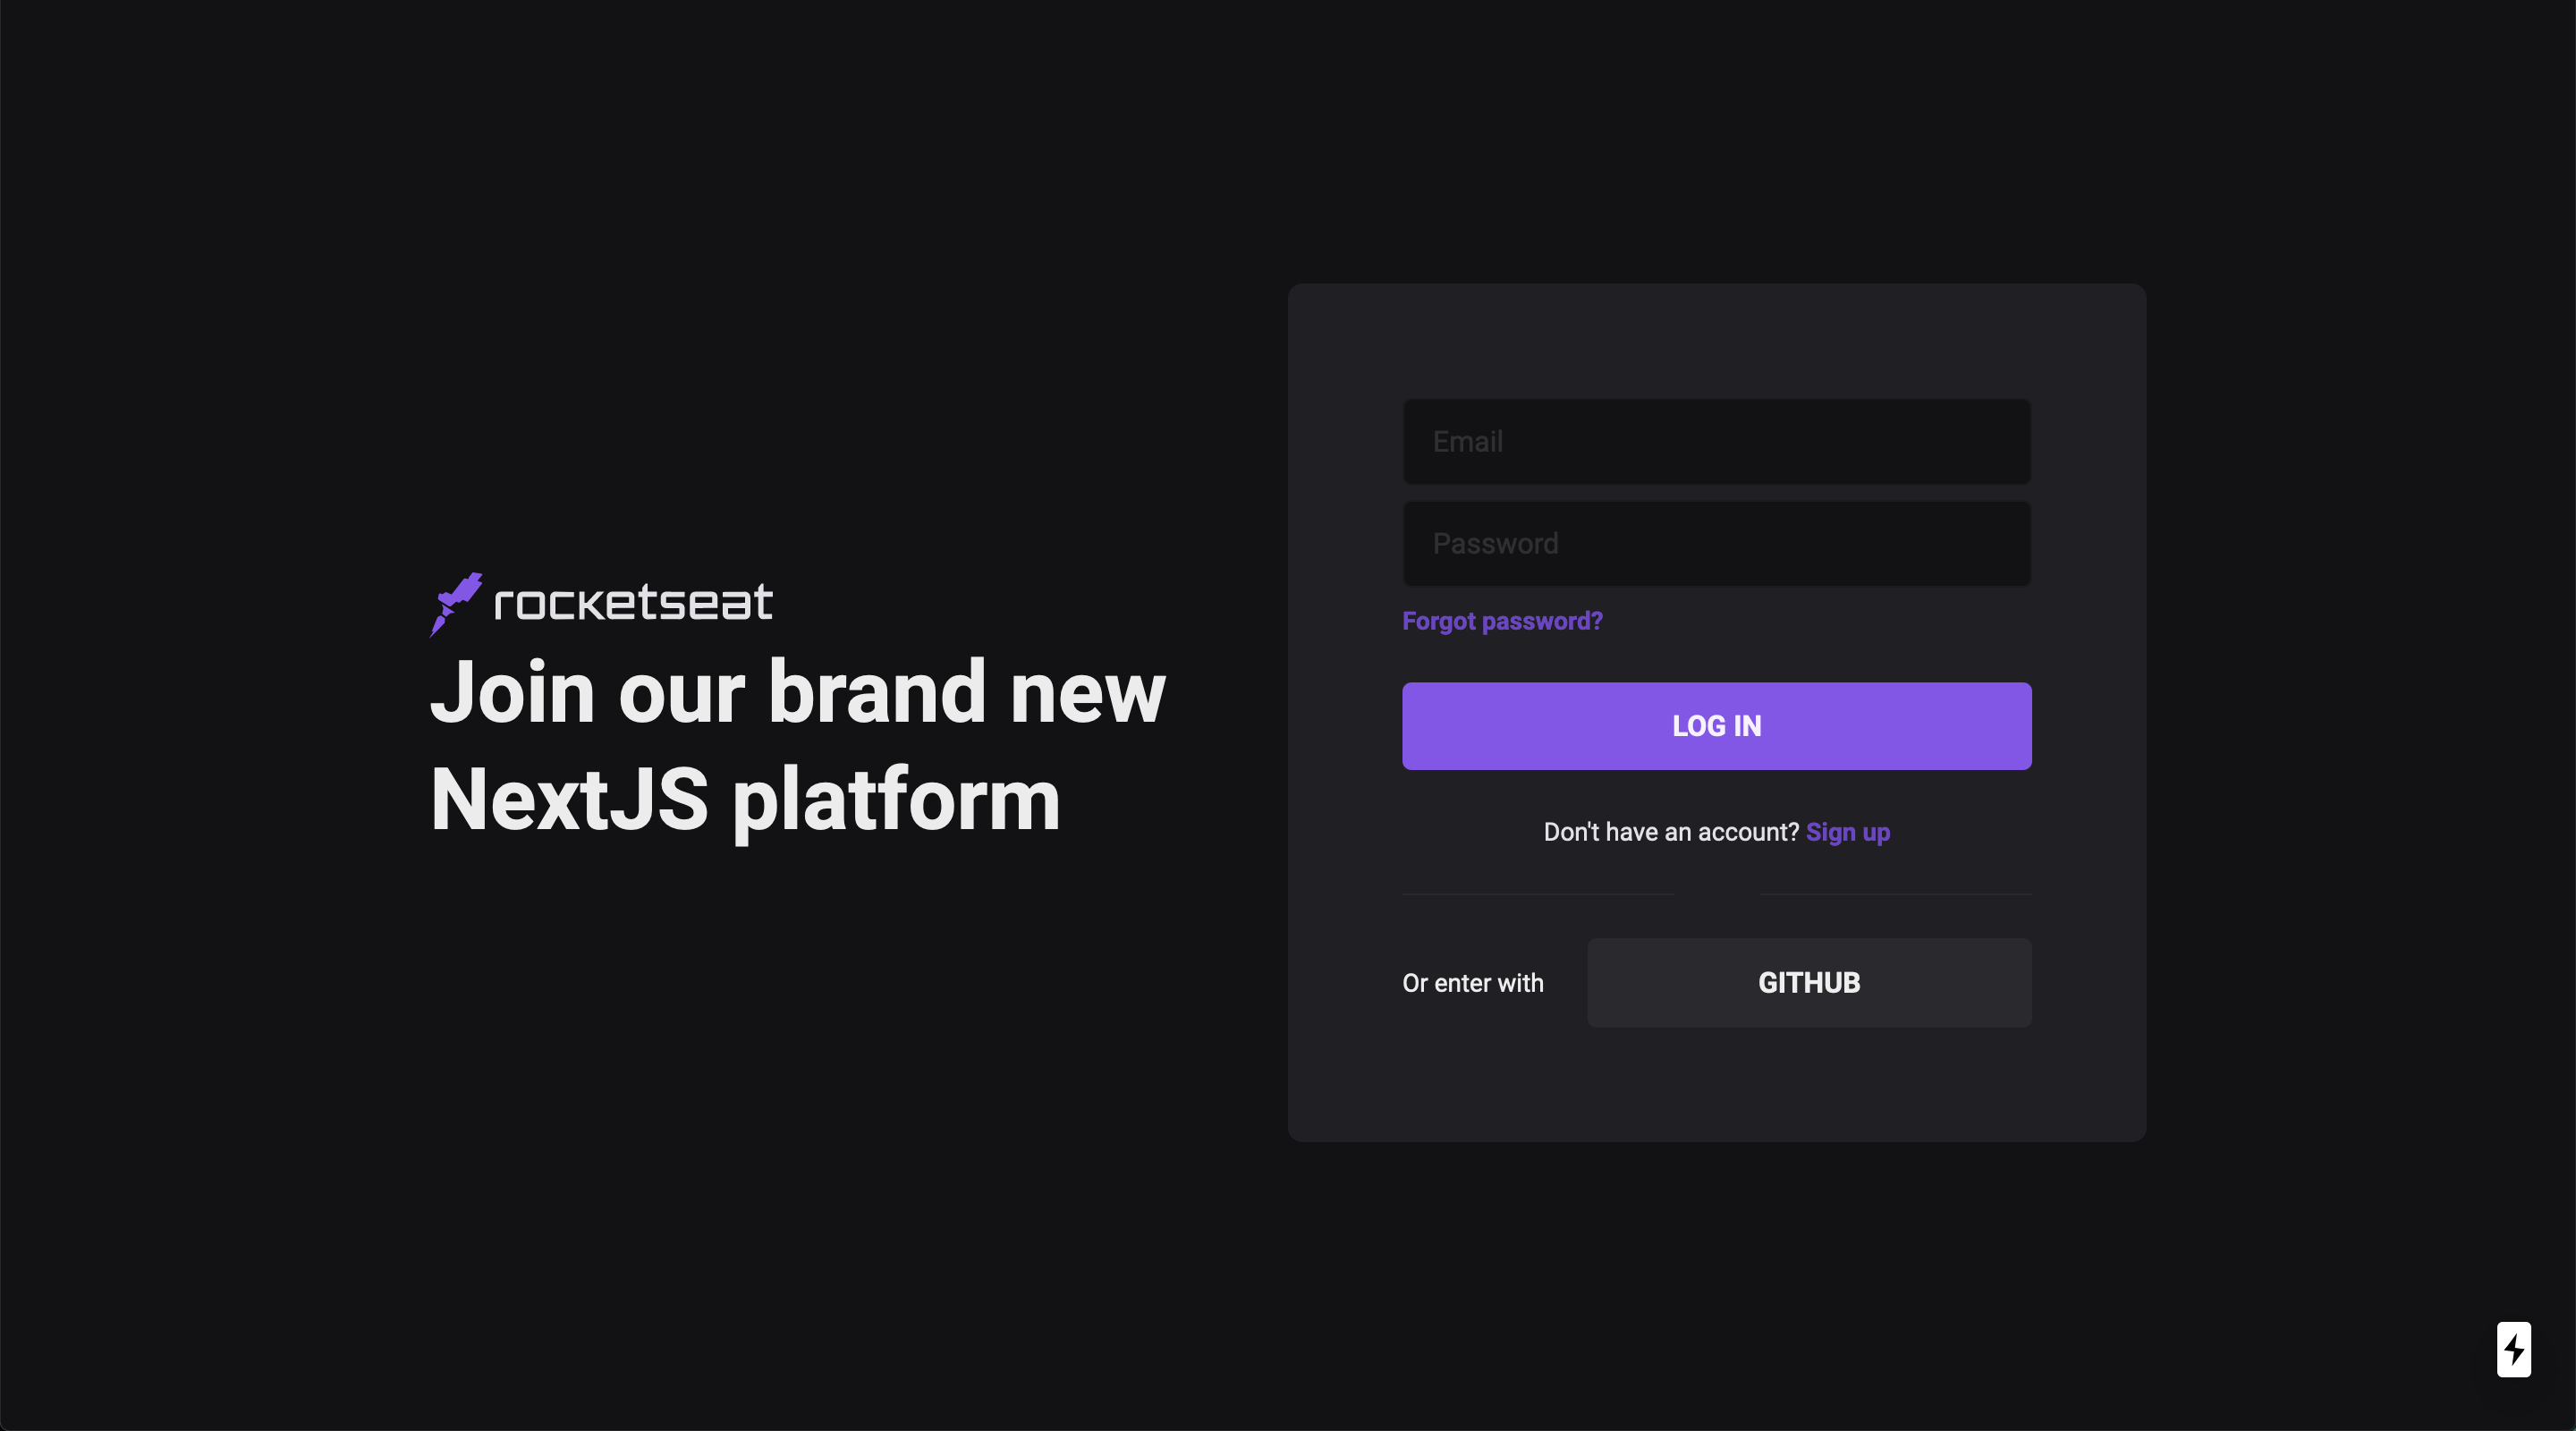 rocketseat
Join our brand new
NextJS platform
Email
Password
Forgot password?
LOG IN
Don't have an account? Sign up
Or enter with
GITHUB